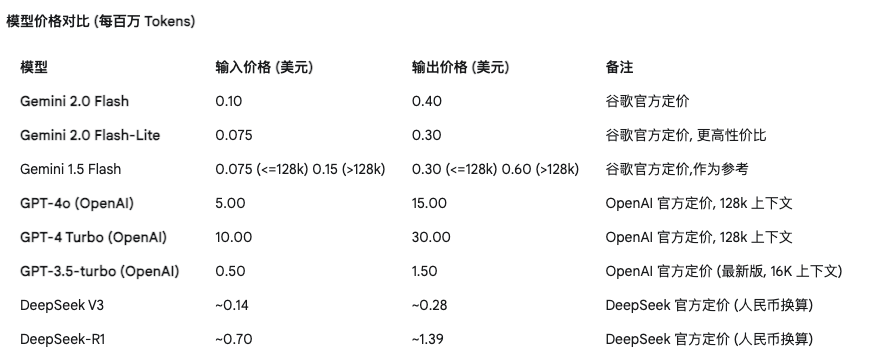 模型价格对比 (每百万 Tokens)
模型 输入价格 (美元) 输出价格 (美元) 备注
Gemini 2.0 Flash 0.10 0.40 谷歌官方定价
Gemini 2.0 Flash-Lite 0.075 0.30 谷歌官方定价, 更高性价比
Gemini 1.5 Flash 0.075 (<=128k) 0.15 (>128k) 0.30 (<=128k) 0.60 (>128k) 谷歌官方定价,作为参考
GPT-4o (OpenAI) 5.00 15.00 OpenAI 官方定价, 128k 上下文
GPT-4 Turbo (OpenAI) 10.00 30.00 OpenAI 官方定价, 128k 上下文
GPT-3.5-turbo (OpenAI) 0.50 1.50 OpenAI 官方定价 (最新版, 16K 上下文)
DeepSeek V3 ~0.14 ~0.28 DeepSeek 官方定价 (人民币换算)
DeepSeek-R1 ~0.70 ~1.39 DeepSeek 官方定价 (人民币换算)